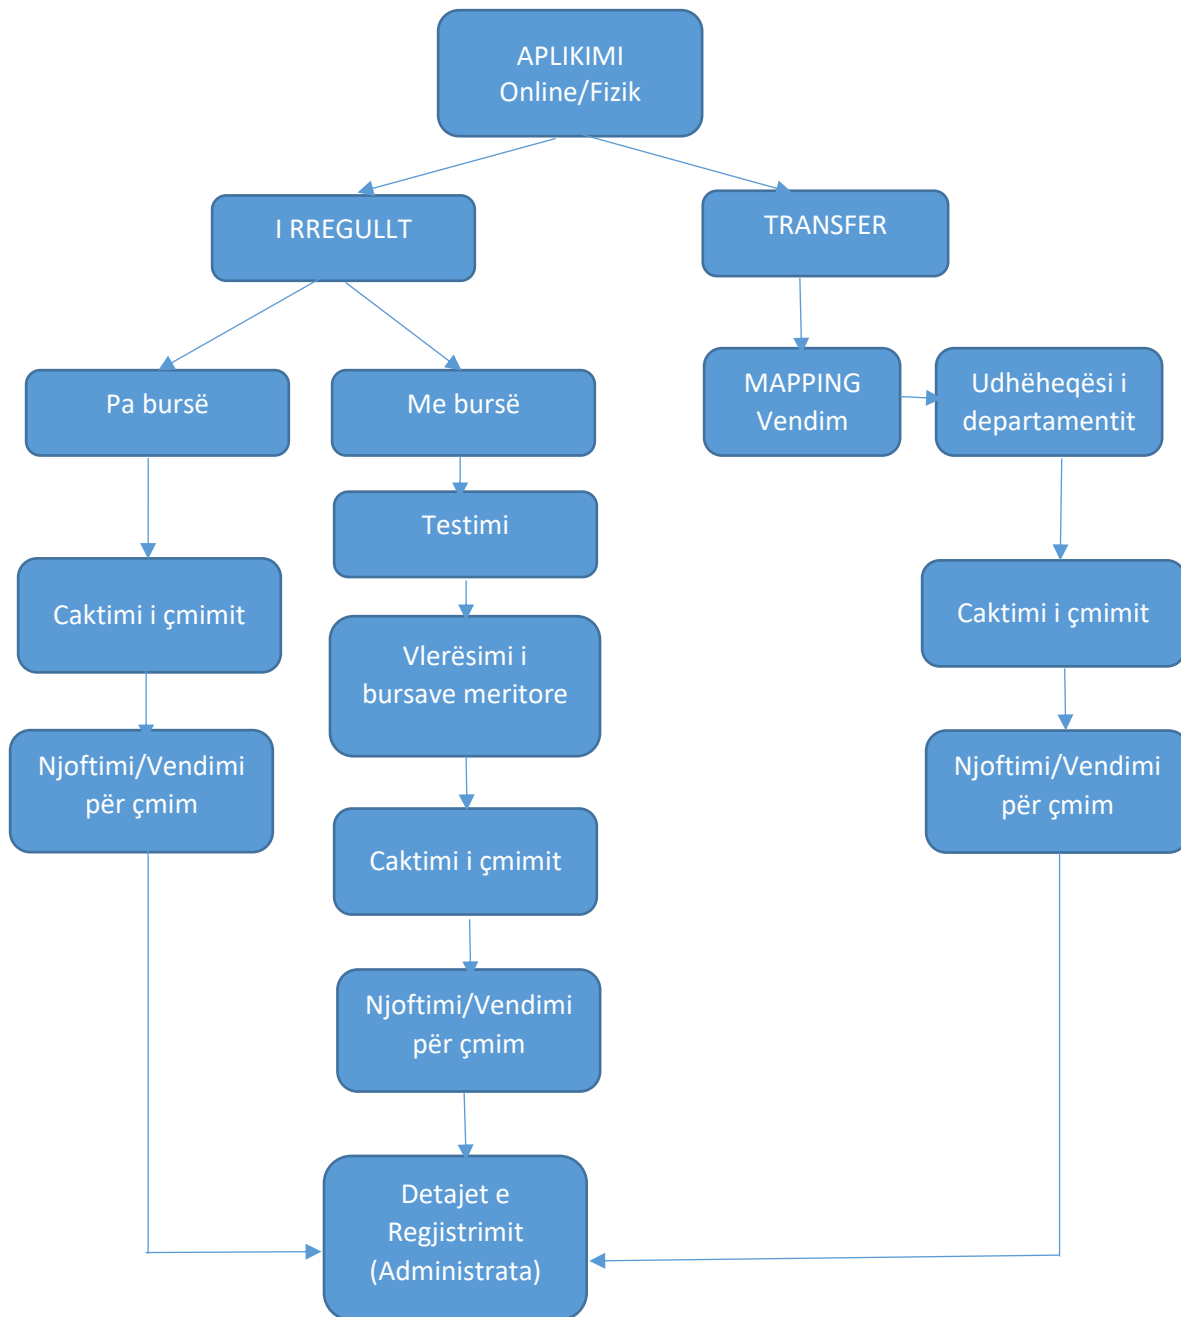 APLIKIMI
Online/Fizik
I RREGULLT
TRANSFER
Pa bursë
Me bursë
MAPPING
Vendim
Udhëheqësi i
departamentit
Testimi
Caktimi i çmimit
Caktimi i çmimit
Vlerësimi i
bursave meritore
Njoftimi/Vendimi
për çmim
Njoftimi/Vendimi
për çmim
Caktimi i çmimit
Njoftimi/Vendimi
për çmim
Detajet e
Regjistrimit
(Administrata)